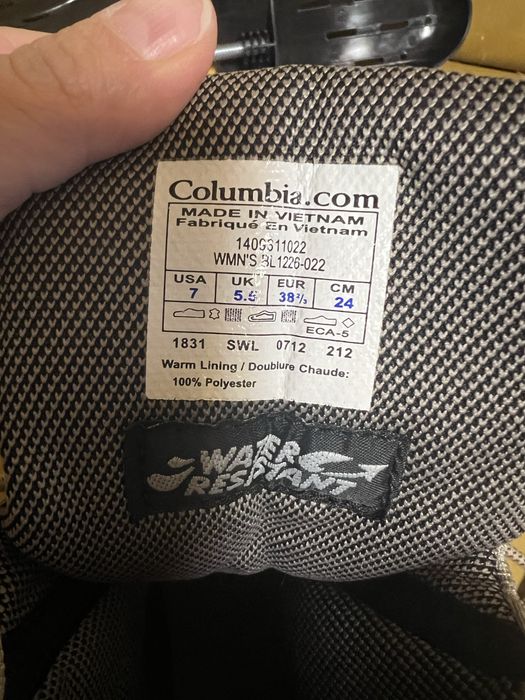 Columbia.com
MADE IN VIETNAM
Fabriqué En Vietnam
1409311022
WMN'S BL1226-022
USA UK EUR CM
7 5.5 38⅔ 24
ECA-5
1831 SWL 0712 212
Warm Lining / Doublure Chaude:
100% Polyester
WATER
RESISTANT